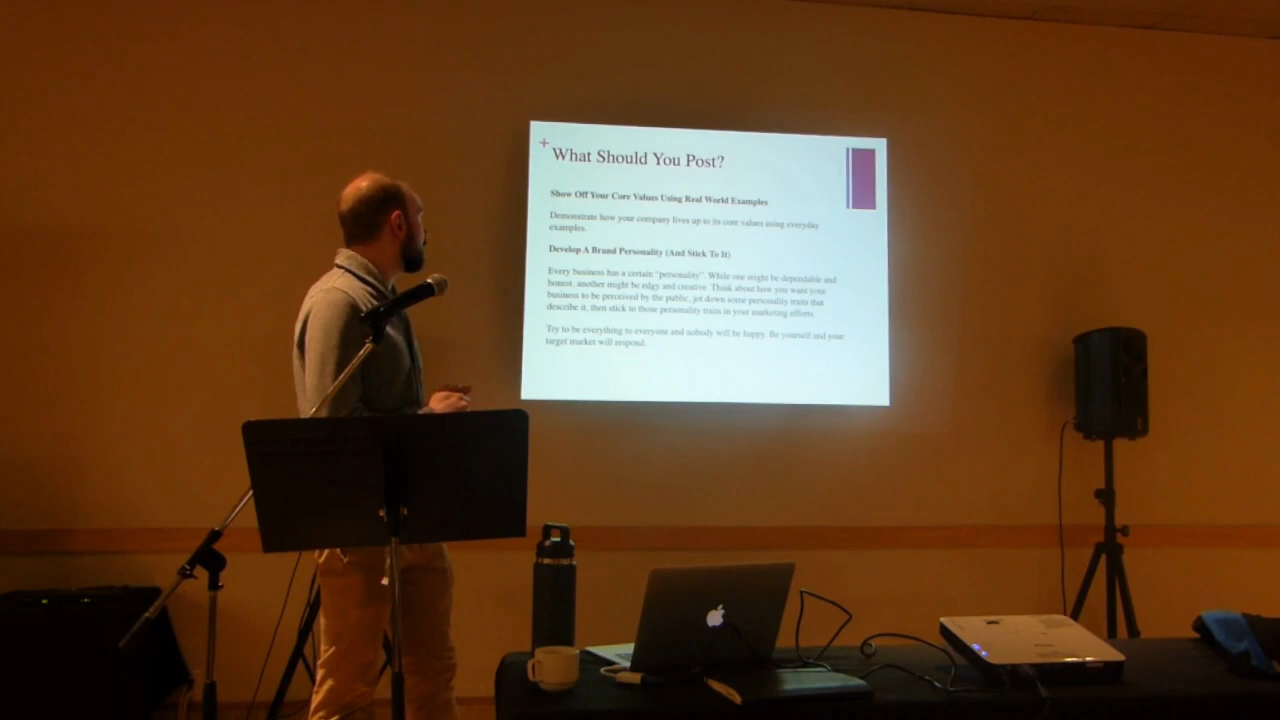 +
What Should You Post?
Show Off Your Core Values Using Real World Examples
Demonstrate how your company lives up to its core values using everyday
examples.
Develop A Brand Personality (And Stick To It)
Every business has a certain “personality”. While one might be dependable and
honest, another might be edgy and creative. Think about how you want your
business to be perceived by the public, jot down some personality traits that
describe it, then stick to those personality traits in your marketing efforts.
Try to be everything to everyone and nobody will be happy. Be yourself and your
target market will respond.